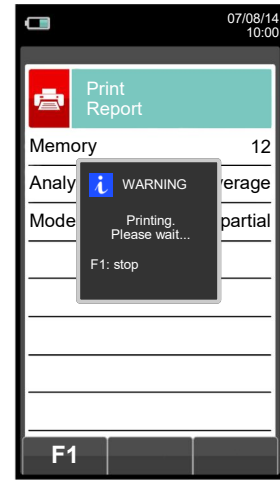 07/08/14
10:00
Print
Report
Memory 12
Analy verage
Mode partial
i WARNING
Printing.
Please wait...
F1: stop
F1